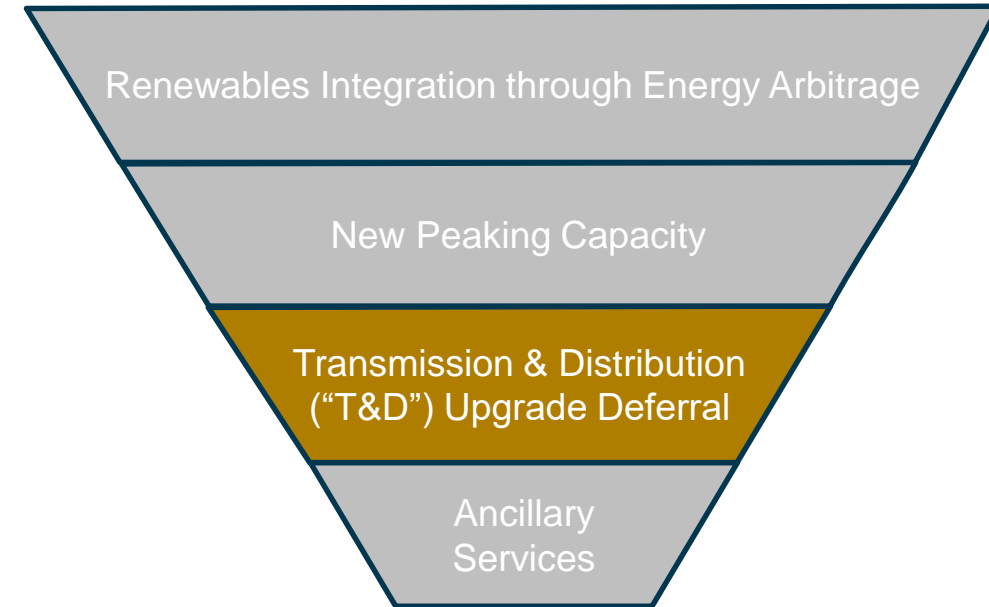 Renewables Integration through Energy Arbitrage
New Peaking Capacity
Transmission & Distribution
(“T&D”) Upgrade Deferral
Ancillary
Services